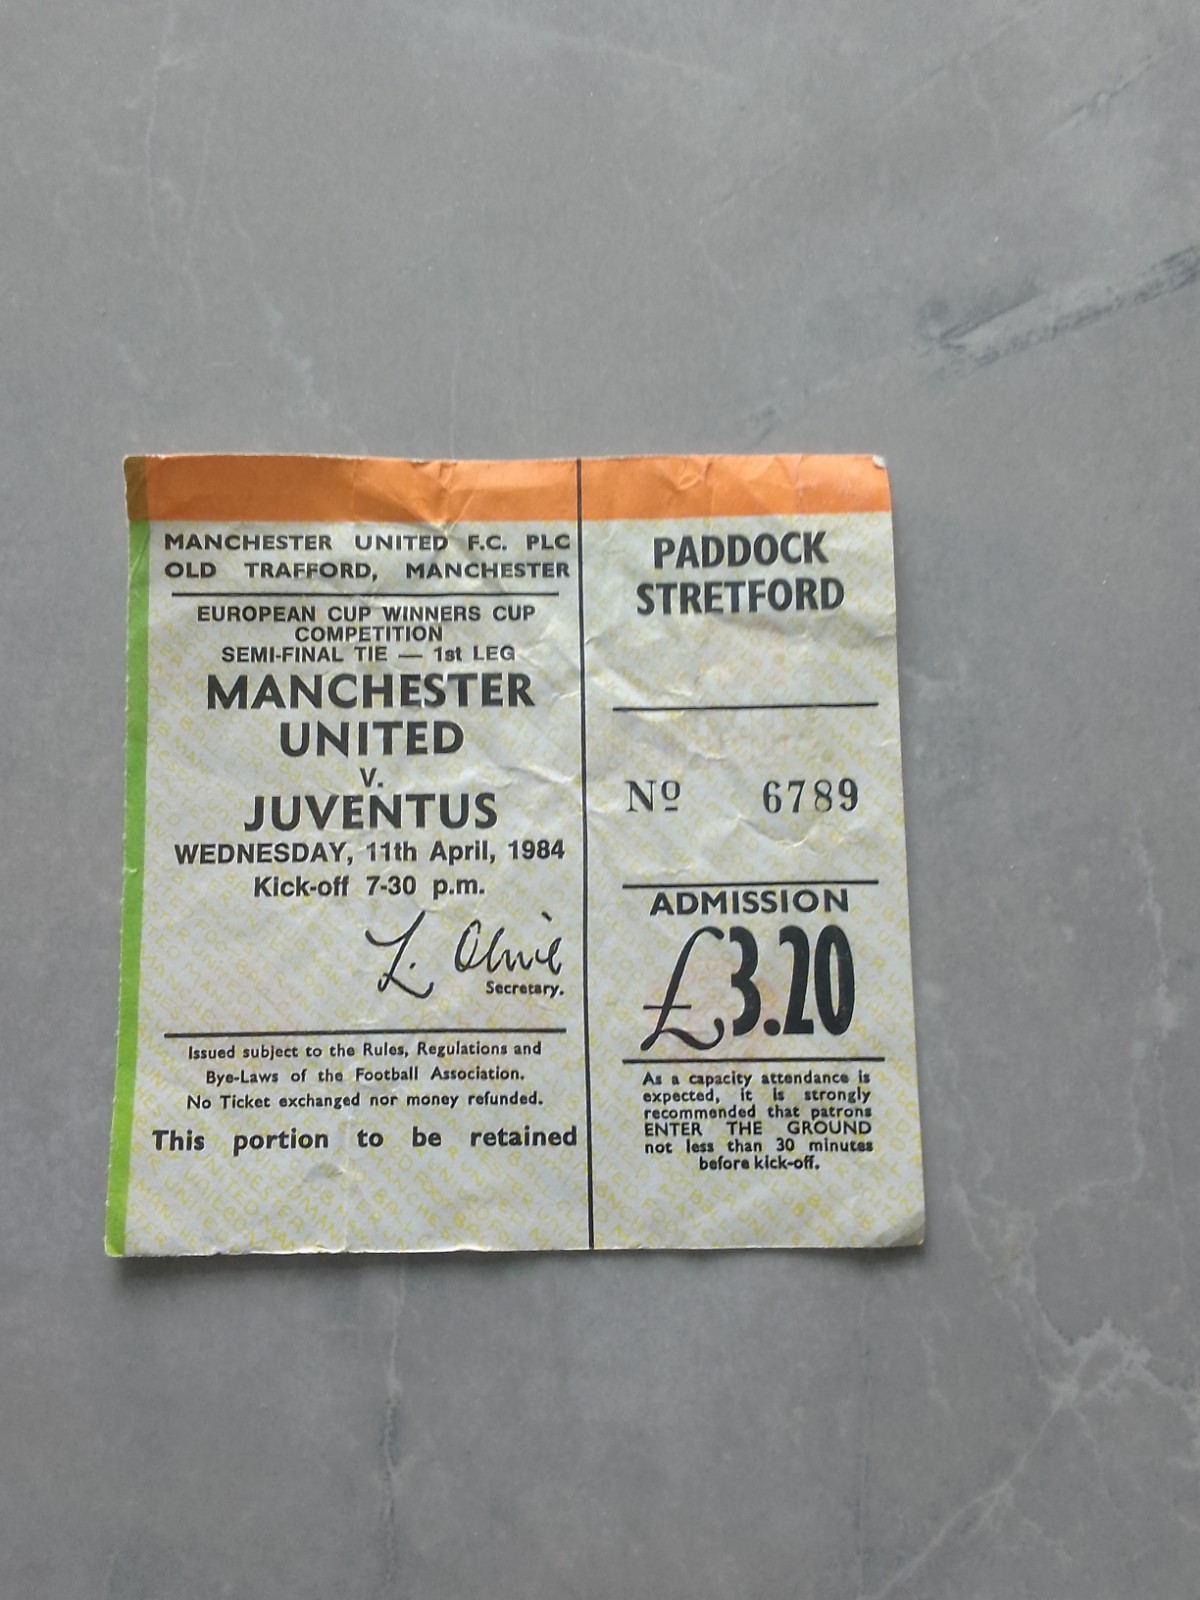 MANCHESTER UNITED F.C. PLC
OLD TRAFFORD, MANCHESTER
EUROPEAN CUP WINNERS CUP
COMPETITION
SEMI-FINAL TIE — 1st LEG
MANCHESTER
UNITED
V.
JUVENTUS
WEDNESDAY, 11th April, 1984
Kick-off 7-30 p.m.
L. Olive
Secretary.
Issued subject to the Rules, Regulations and
Bye-Laws of the Football Association.
No Ticket exchanged nor money refunded.
This portion to be retained
PADDOCK
STRETFORD
Nº 6789
ADMISSION
£3.20
As a capacity attendance is
expected, it is strongly
recommended that patrons
ENTER THE GROUND
not less than 30 minutes
before kick-off.